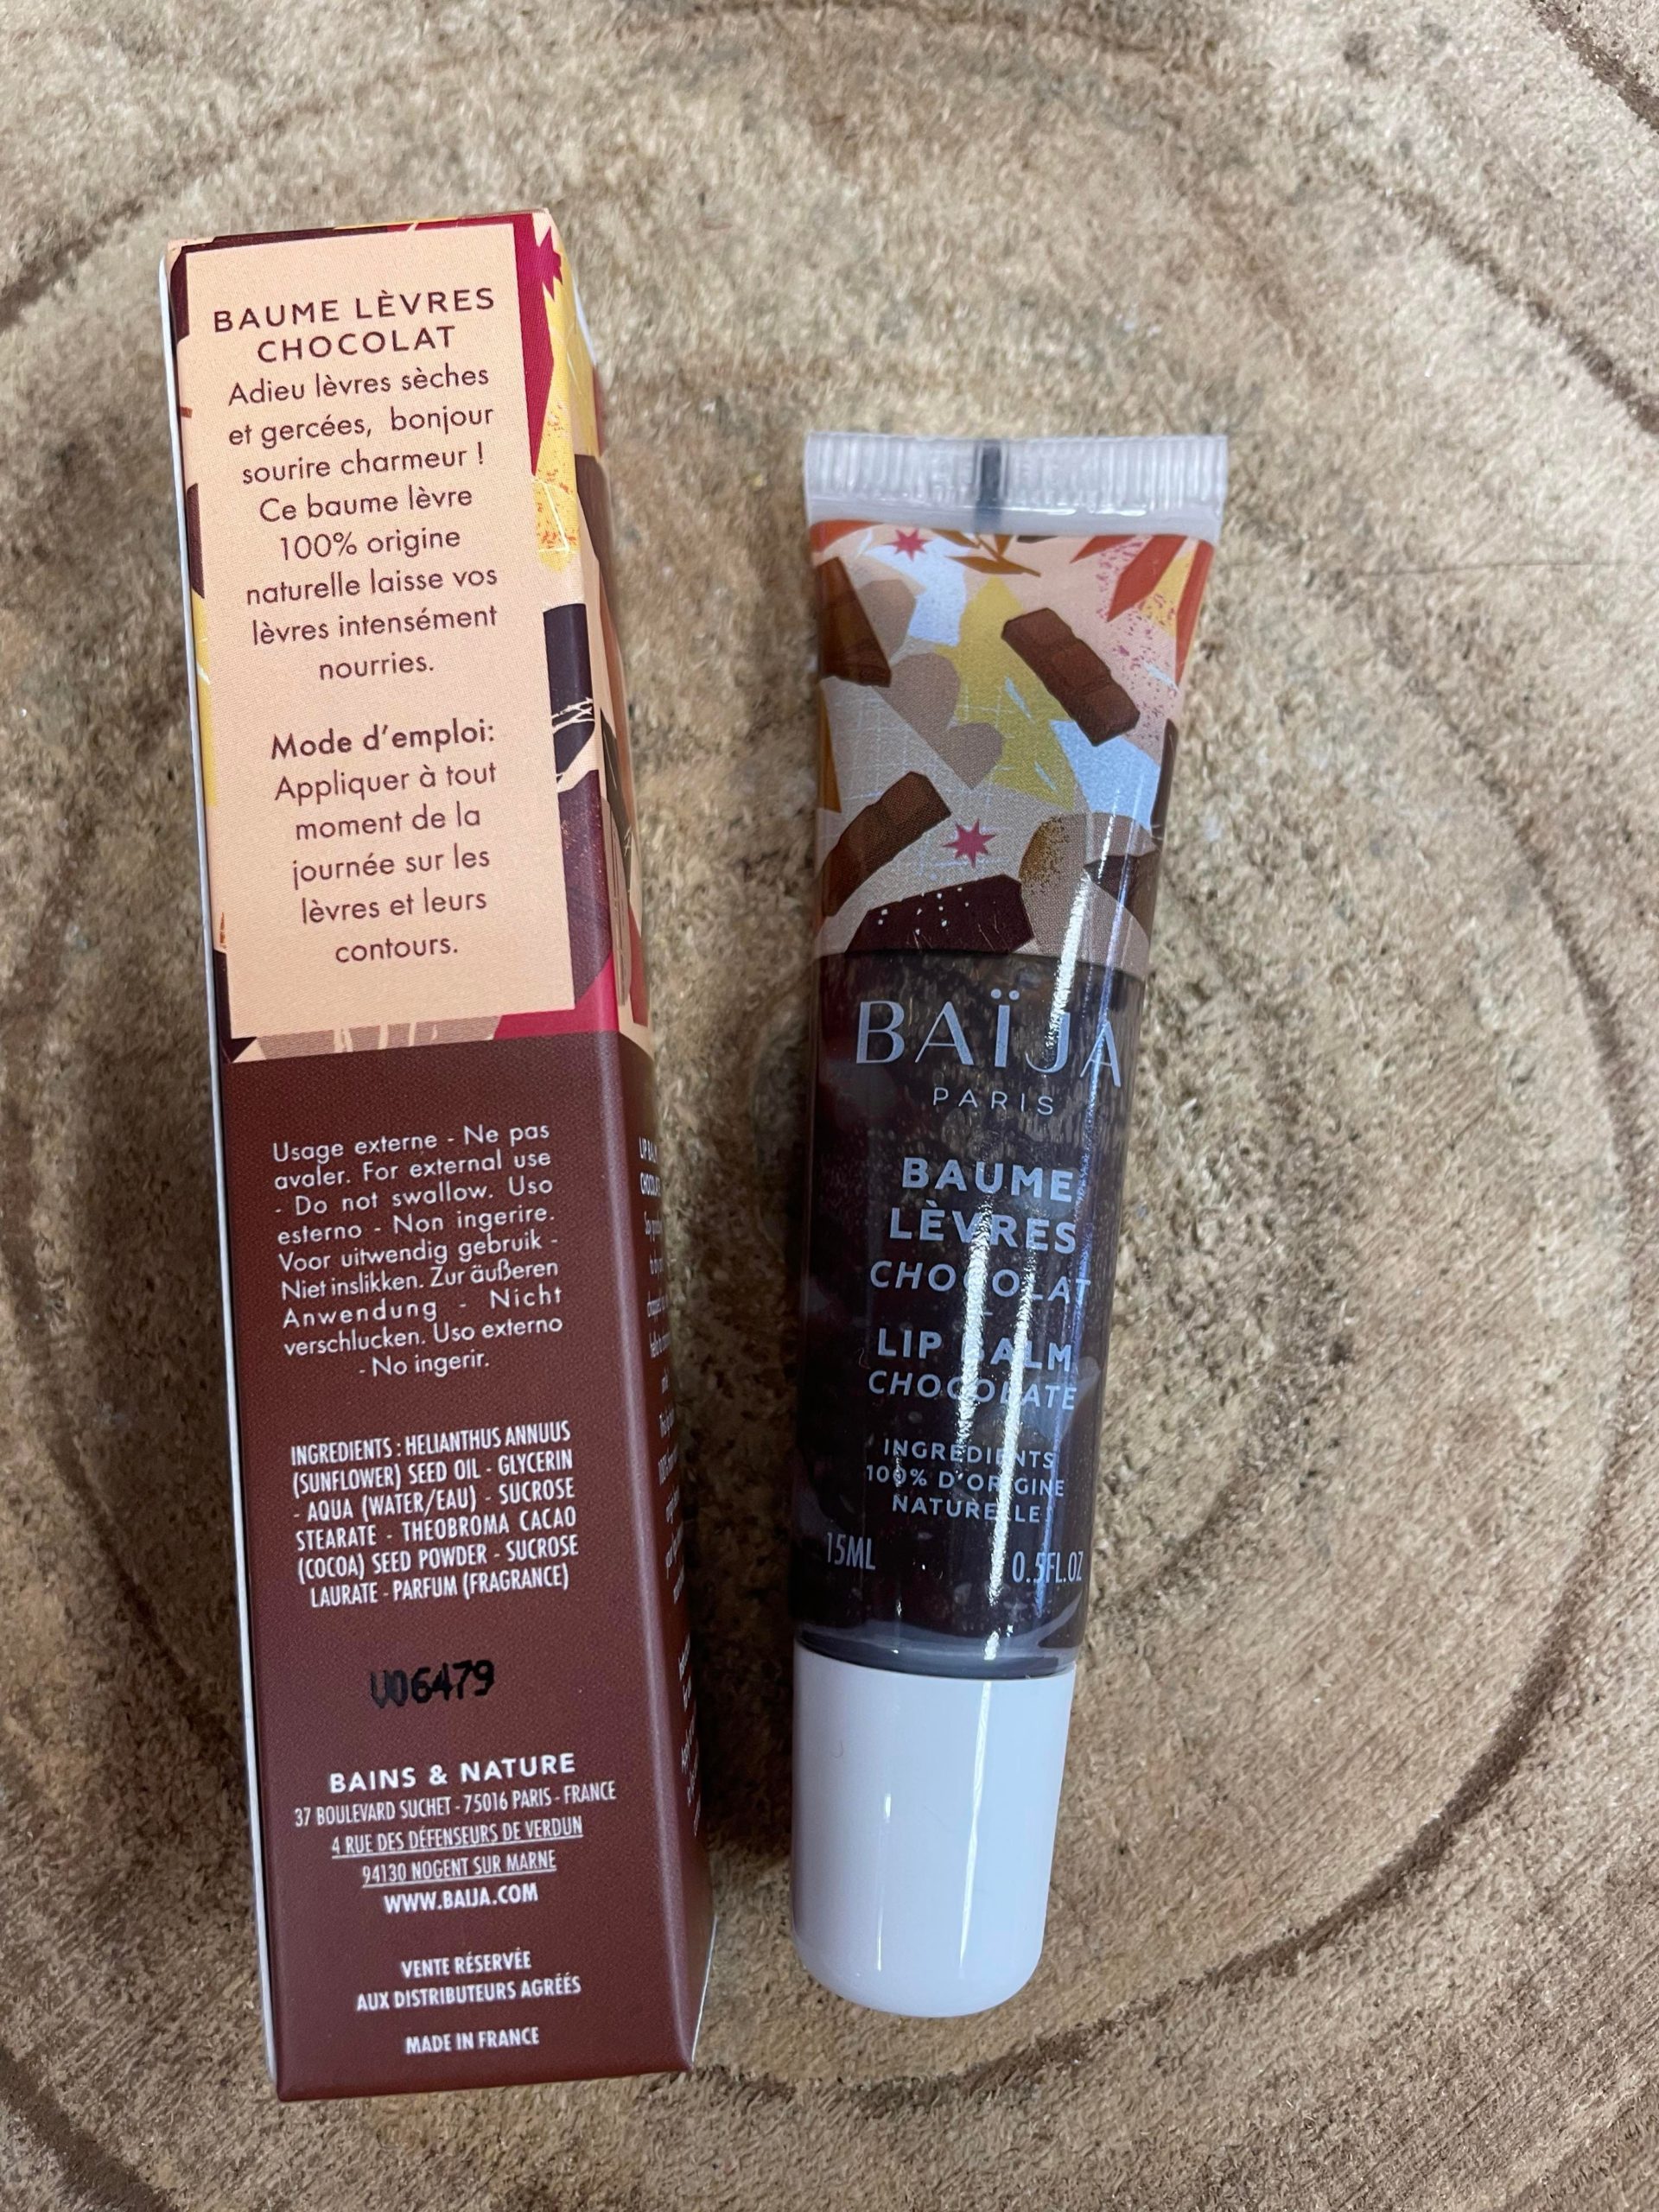 BAUME LÈVRES
CHOCOLAT
Adieu lèvres sèches
et gercées, bonjour
sourire charmeur !
Ce baume lèvre
100% origine
naturelle laisse vos
lèvres intensément
nourries.
Mode d'emploi:
Appliquer à tout
moment de la
journée sur les
lèvres et leurs
contours.
Usage externe - Ne pas
avaler. For external use
- Do not swallow. Uso
esterno - Non ingerire.
Voor uitwendig gebruik -
Niet inslikken. Zur äußeren
Anwendung - Nicht
verschlucken. Uso externo
- No ingerir.
INGREDIENTS : HELIANTHUS ANNUUS
(SUNFLOWER) SEED OIL - GLYCERIN
- AQUA (WATER/EAU) - SUCROSE
STEARATE - THEOBROMA CACAO
(COCOA) SEED POWDER - SUCROSE
LAURATE - PARFUM (FRAGRANCE)
U06479
BAINS & NATURE
37 BOULEVARD SUCHET - 75016 PARIS - FRANCE
4 RUE DES DÉFENSEURS DE VERDUN
94130 NOGENT SUR MARNE
WWW.BAIJA.COM
VENTE RÉSERVÉE
AUX DISTRIBUTEURS AGRÉÉS
MADE IN FRANCE
BAÏJA
PARIS
BAUME
LÈVRES
CHOCOLAT
LIP BALM
CHOCOLATE
INGRÉDIENTS
100% D'ORIGINE
NATURELLE
15ML 0.5FL.OZ